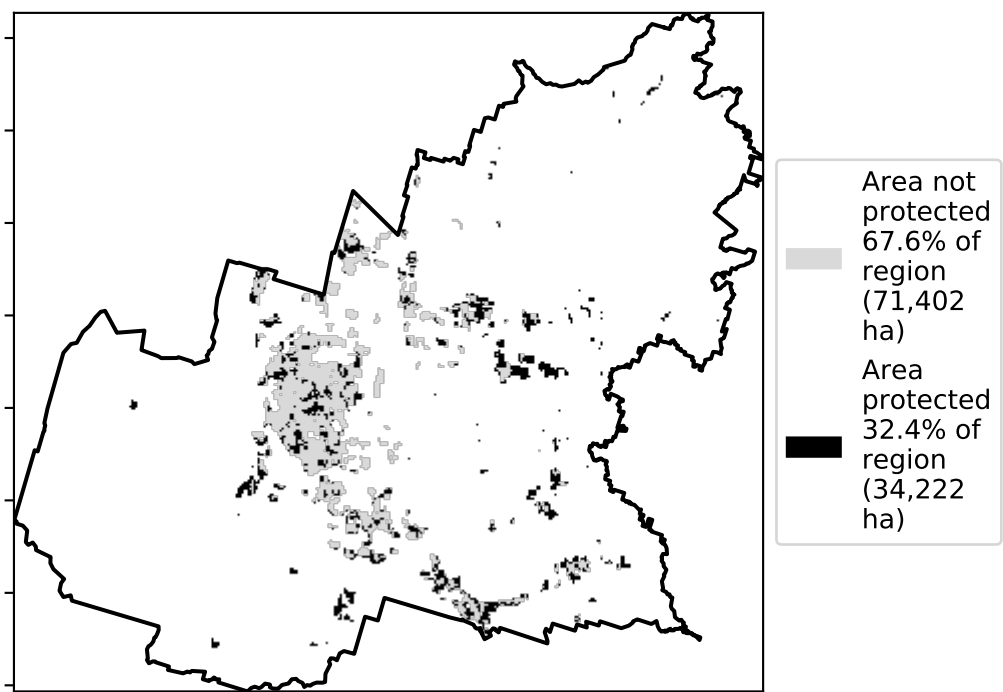 Area not
protected
67.6% of
region
(71,402
ha)
Area
protected
32.4% of
region
(34,222
ha)